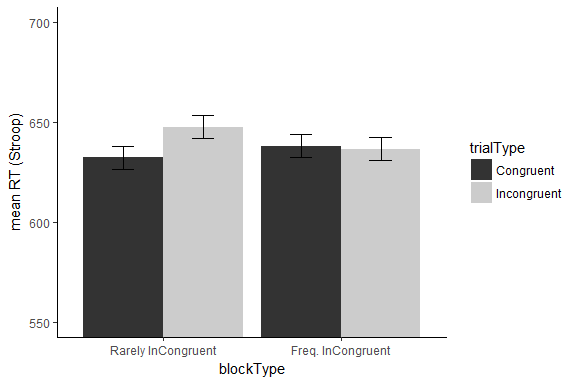 700
650
600
550
mean RT (Stroop)
Rarely InCongruent
Freq. InCongruent
blockType
trialType
Congruent
Incongruent